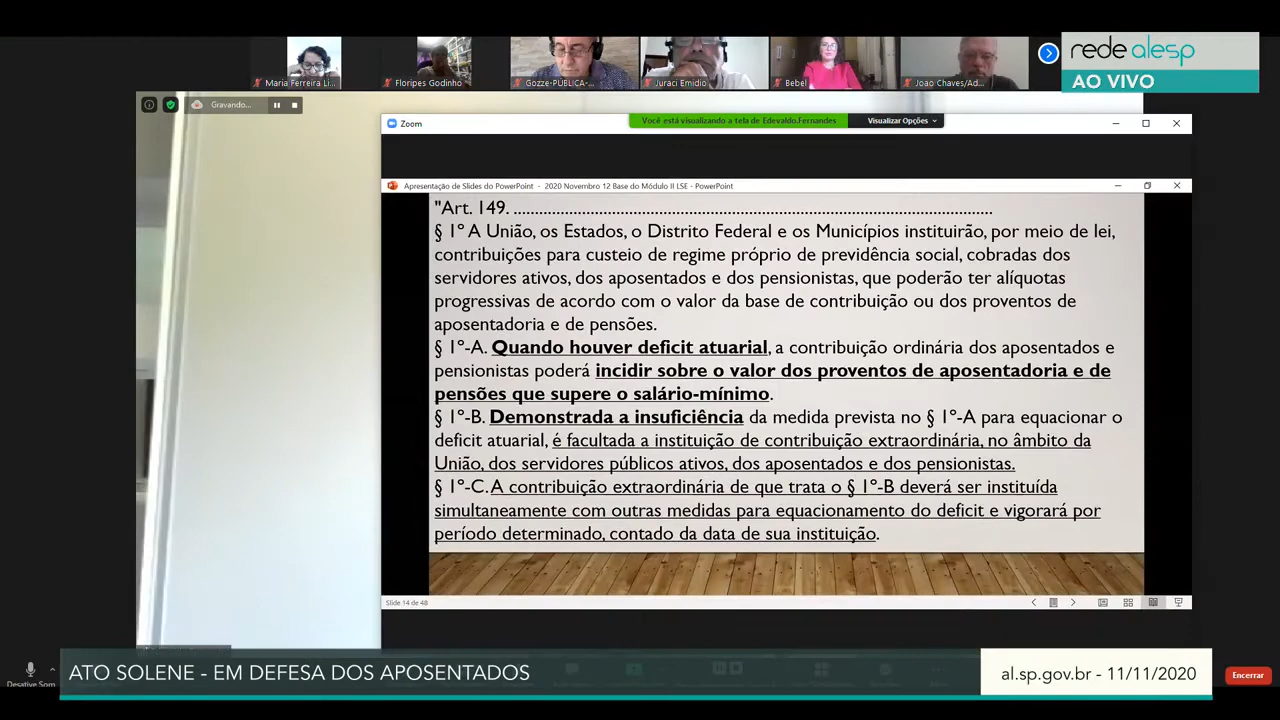 Maria Ferreira Li...
Floripes Godinho
Gozze-PÚBLICA-...
Juraci Emidio
Bebel
Joao Chaves/Ad...
rede alesp
AO VIVO
Gravando...
Zoom
Você está visualizando a tela de Edevaldo.Fernandes
Visualizar Opções
Apresentação de Slides do PowerPoint - 2020 Novembro 12 Base do Módulo II LSE - PowerPoint
"Art. 149. ................................................................................................................
§ 1º A União, os Estados, o Distrito Federal e os Municípios instituirão, por meio de lei,
contribuições para custeio de regime próprio de previdência social, cobradas dos
servidores ativos, dos aposentados e dos pensionistas, que poderão ter alíquotas
progressivas de acordo com o valor da base de contribuição ou dos proventos de
aposentadoria e de pensões.
§ 1º-A. Quando houver deficit atuarial, a contribuição ordinária dos aposentados e
pensionistas poderá incidir sobre o valor dos proventos de aposentadoria e de
pensões que supere o salário-mínimo.
§ 1º-B. Demonstrada a insuficiência da medida prevista no § 1º-A para equacionar o
deficit atuarial, é facultada a instituição de contribuição extraordinária, no âmbito da
União, dos servidores públicos ativos, dos aposentados e dos pensionistas.
§ 1º-C. A contribuição extraordinária de que trata o § 1º-B deverá ser instituída
simultaneamente com outras medidas para equacionamento do deficit e vigorará por
período determinado, contado da data de sua instituição.
Slide 14 de 48
Desative Som
ATO SOLENE - EM DEFESA DOS APOSENTADOS
al.sp.gov.br - 11/11/2020
Encerrar